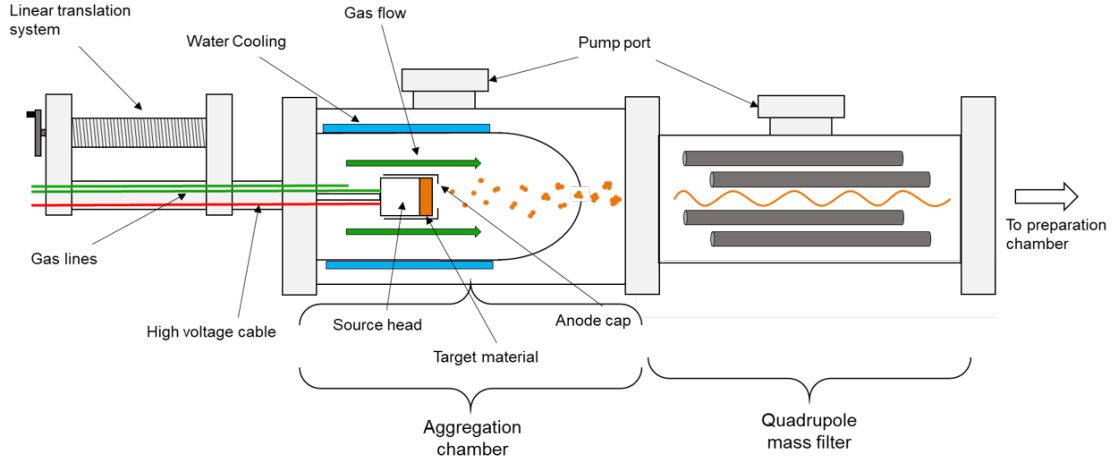 Linear translation
system
Gas flow
Water Cooling
Pump port
Gas lines
High voltage cable
Source head
Target material
Anode cap
To preparation
chamber
Aggregation
chamber
Quadrupole
mass filter